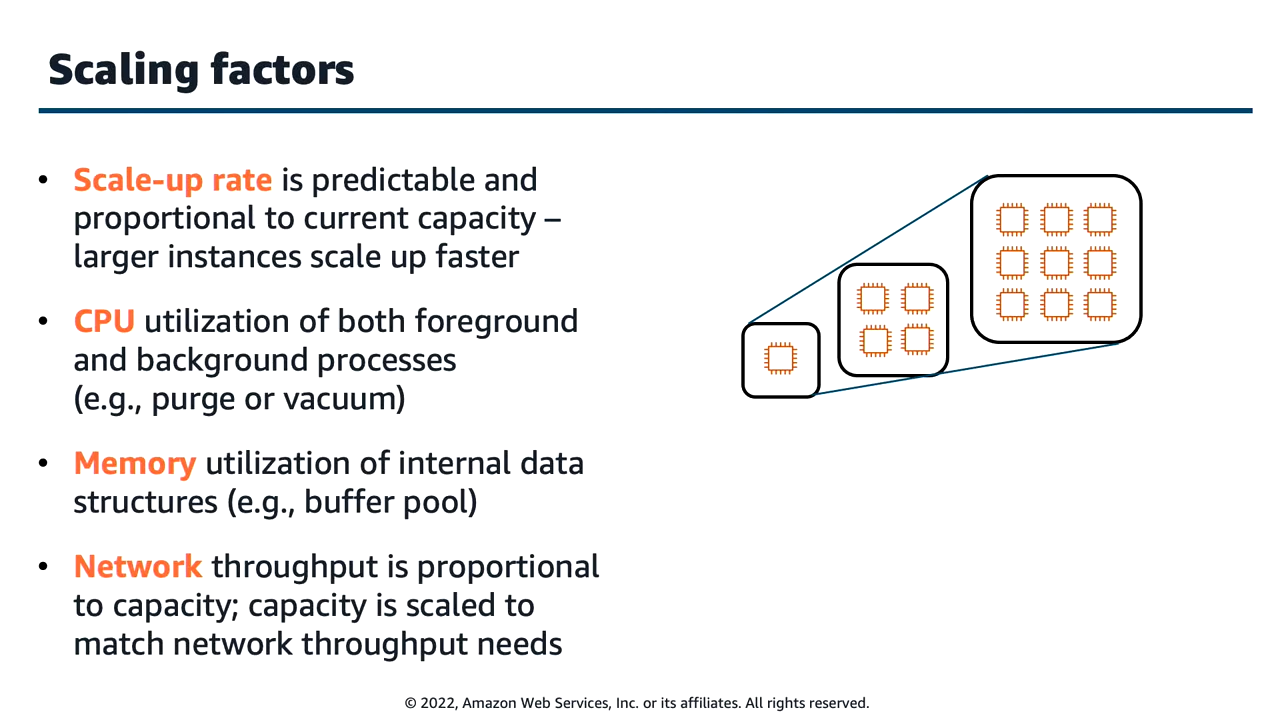 Scaling factors
• Scale-up rate is predictable and
proportional to current capacity –
larger instances scale up faster
• CPU utilization of both foreground
and background processes
(e.g., purge or vacuum)
• Memory utilization of internal data
structures (e.g., buffer pool)
• Network throughput is proportional
to capacity; capacity is scaled to
match network throughput needs
© 2022, Amazon Web Services, Inc. or its affiliates. All rights reserved.